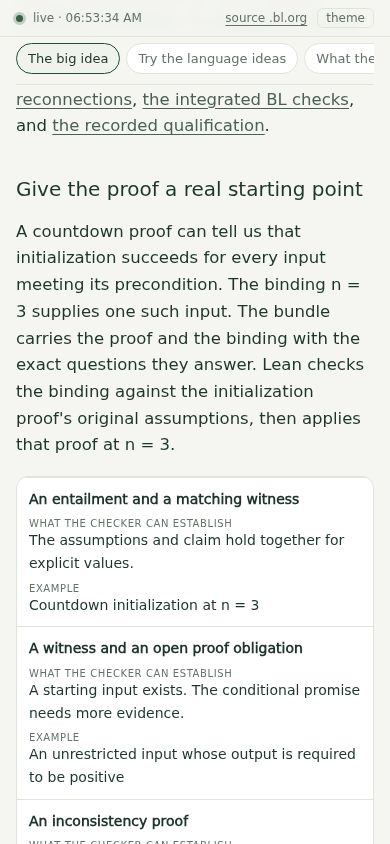 live · 06:53:34 AM
source .bl.org
theme
The big idea
Try the language ideas
What the
reconnections, the integrated BL checks,
and the recorded qualification.
Give the proof a real starting point
A countdown proof can tell us that
initialization succeeds for every input
meeting its precondition. The binding n =
3 supplies one such input. The bundle
carries the proof and the binding with the
exact questions they answer. Lean checks
the binding against the initialization
proof's original assumptions, then applies
that proof at n = 3.
An entailment and a matching witness
WHAT THE CHECKER CAN ESTABLISH
The assumptions and claim hold together for
explicit values.
EXAMPLE
Countdown initialization at n = 3
A witness and an open proof obligation
WHAT THE CHECKER CAN ESTABLISH
A starting input exists. The conditional promise
needs more evidence.
EXAMPLE
An unrestricted input whose output is required
to be positive
An inconsistency proof
WHAT THE CHECKER CAN ESTABLISH